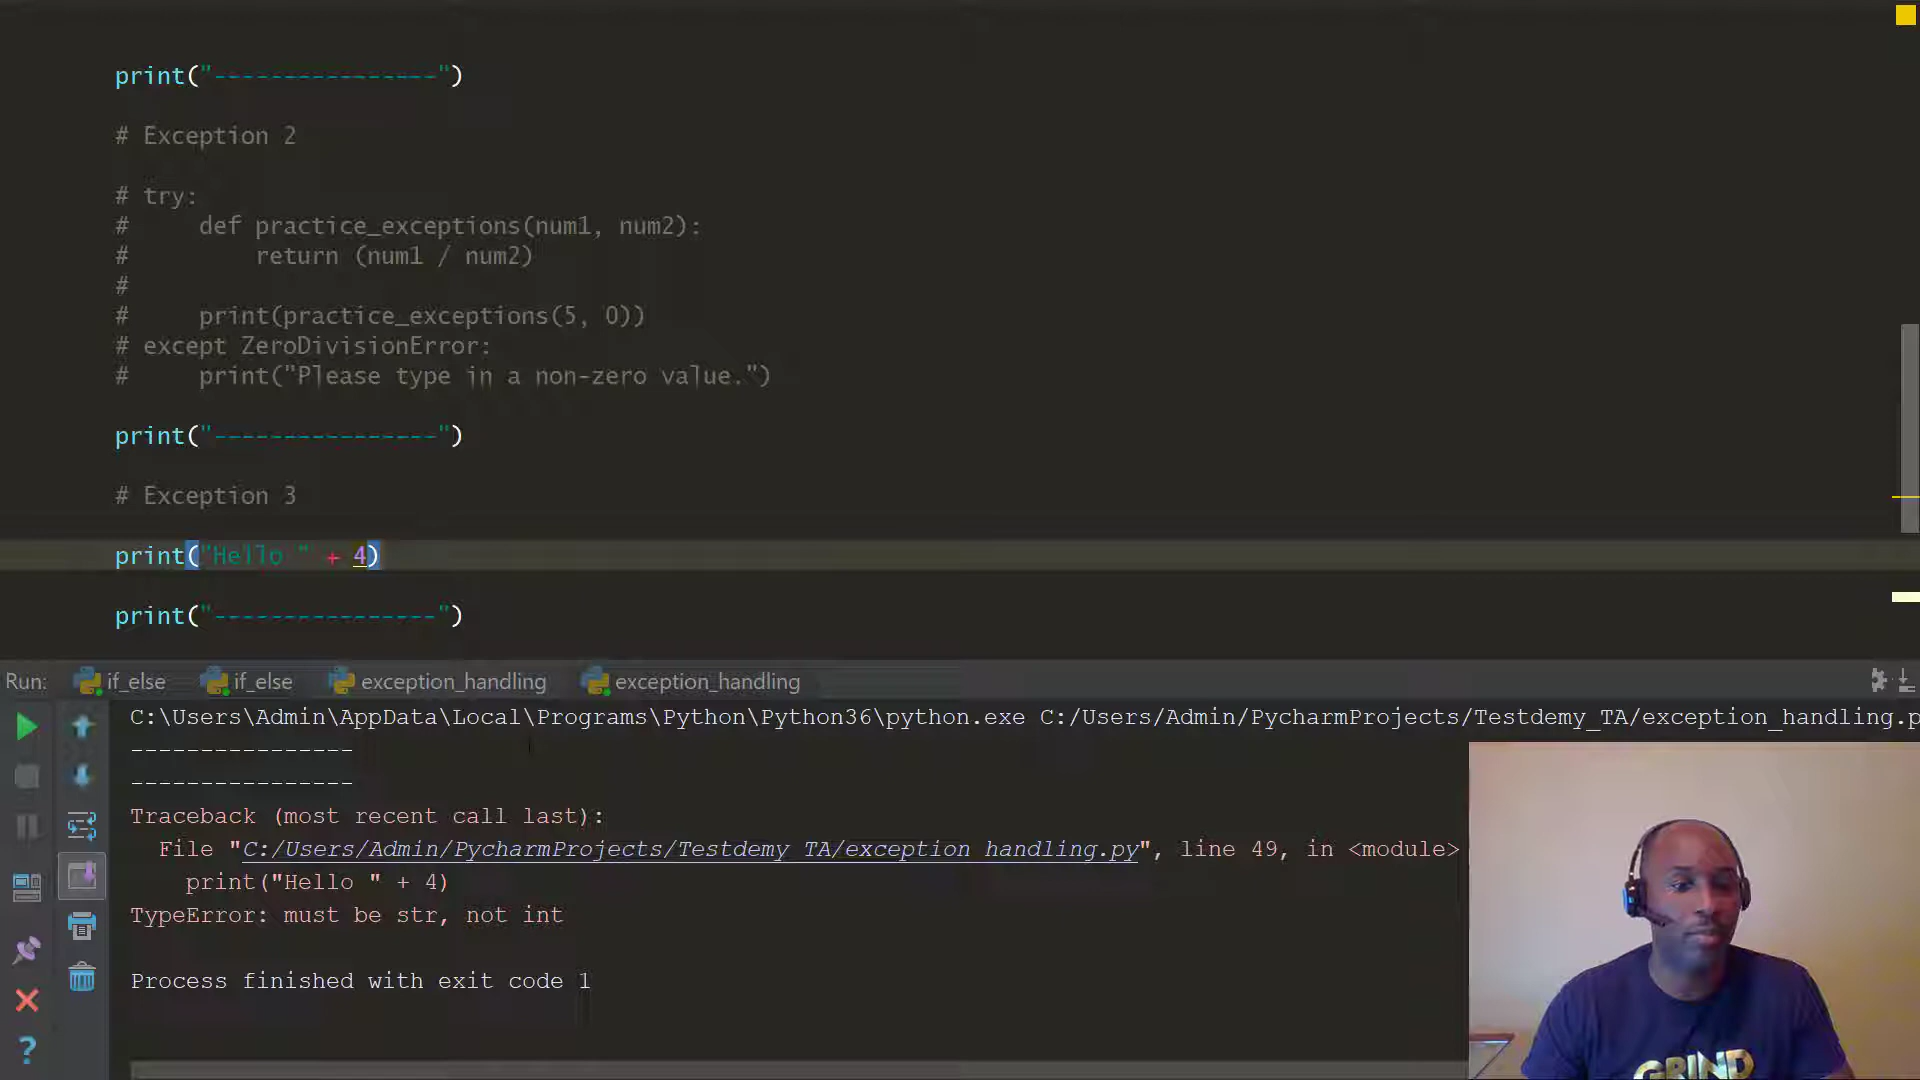 print("----------------")
# Exception 2
# try:
#     def practice_exceptions(num1, num2):
#         return (num1 / num2)
#
#     print(practice_exceptions(5, 0))
# except ZeroDivisionError:
#     print("Please type in a non-zero value.")
print("----------------")
# Exception 3
print("Hello " + 4)
print("----------------")
Run: if_else if_else exception_handling exception_handling
C:\Users\Admin\AppData\Local\Programs\Python\Python36\python.exe C:/Users/Admin/PycharmProjects/Testdemy_TA/exception_handling.p
----------------
----------------
Traceback (most recent call last):
  File "C:/Users/Admin/PycharmProjects/Testdemy_TA/exception_handling.py", line 49, in <module>
    print("Hello " + 4)
TypeError: must be str, not int
Process finished with exit code 1
GRIND